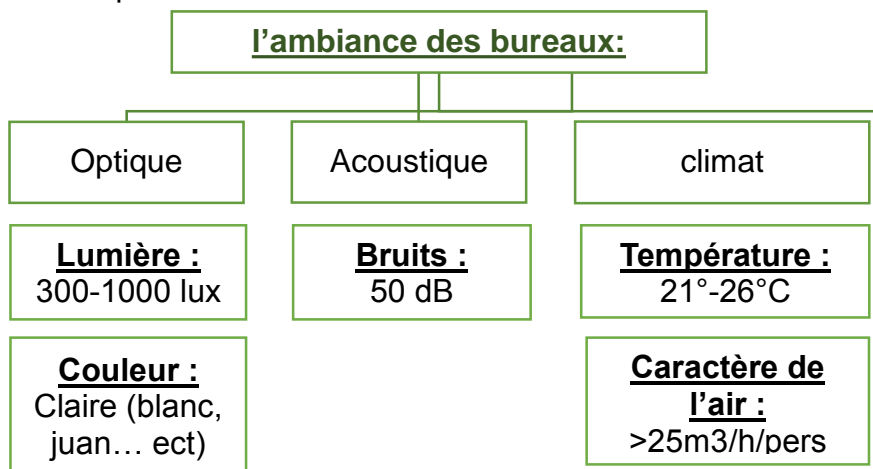 l'ambiance des bureaux:
Optique
Acoustique
climat
Lumière :
300-1000 lux
Bruits :
50 dB
Température :
21°-26°C
Couleur :
Claire (blanc,
juan… ect)
Caractère de
l'air :
>25m3/h/pers